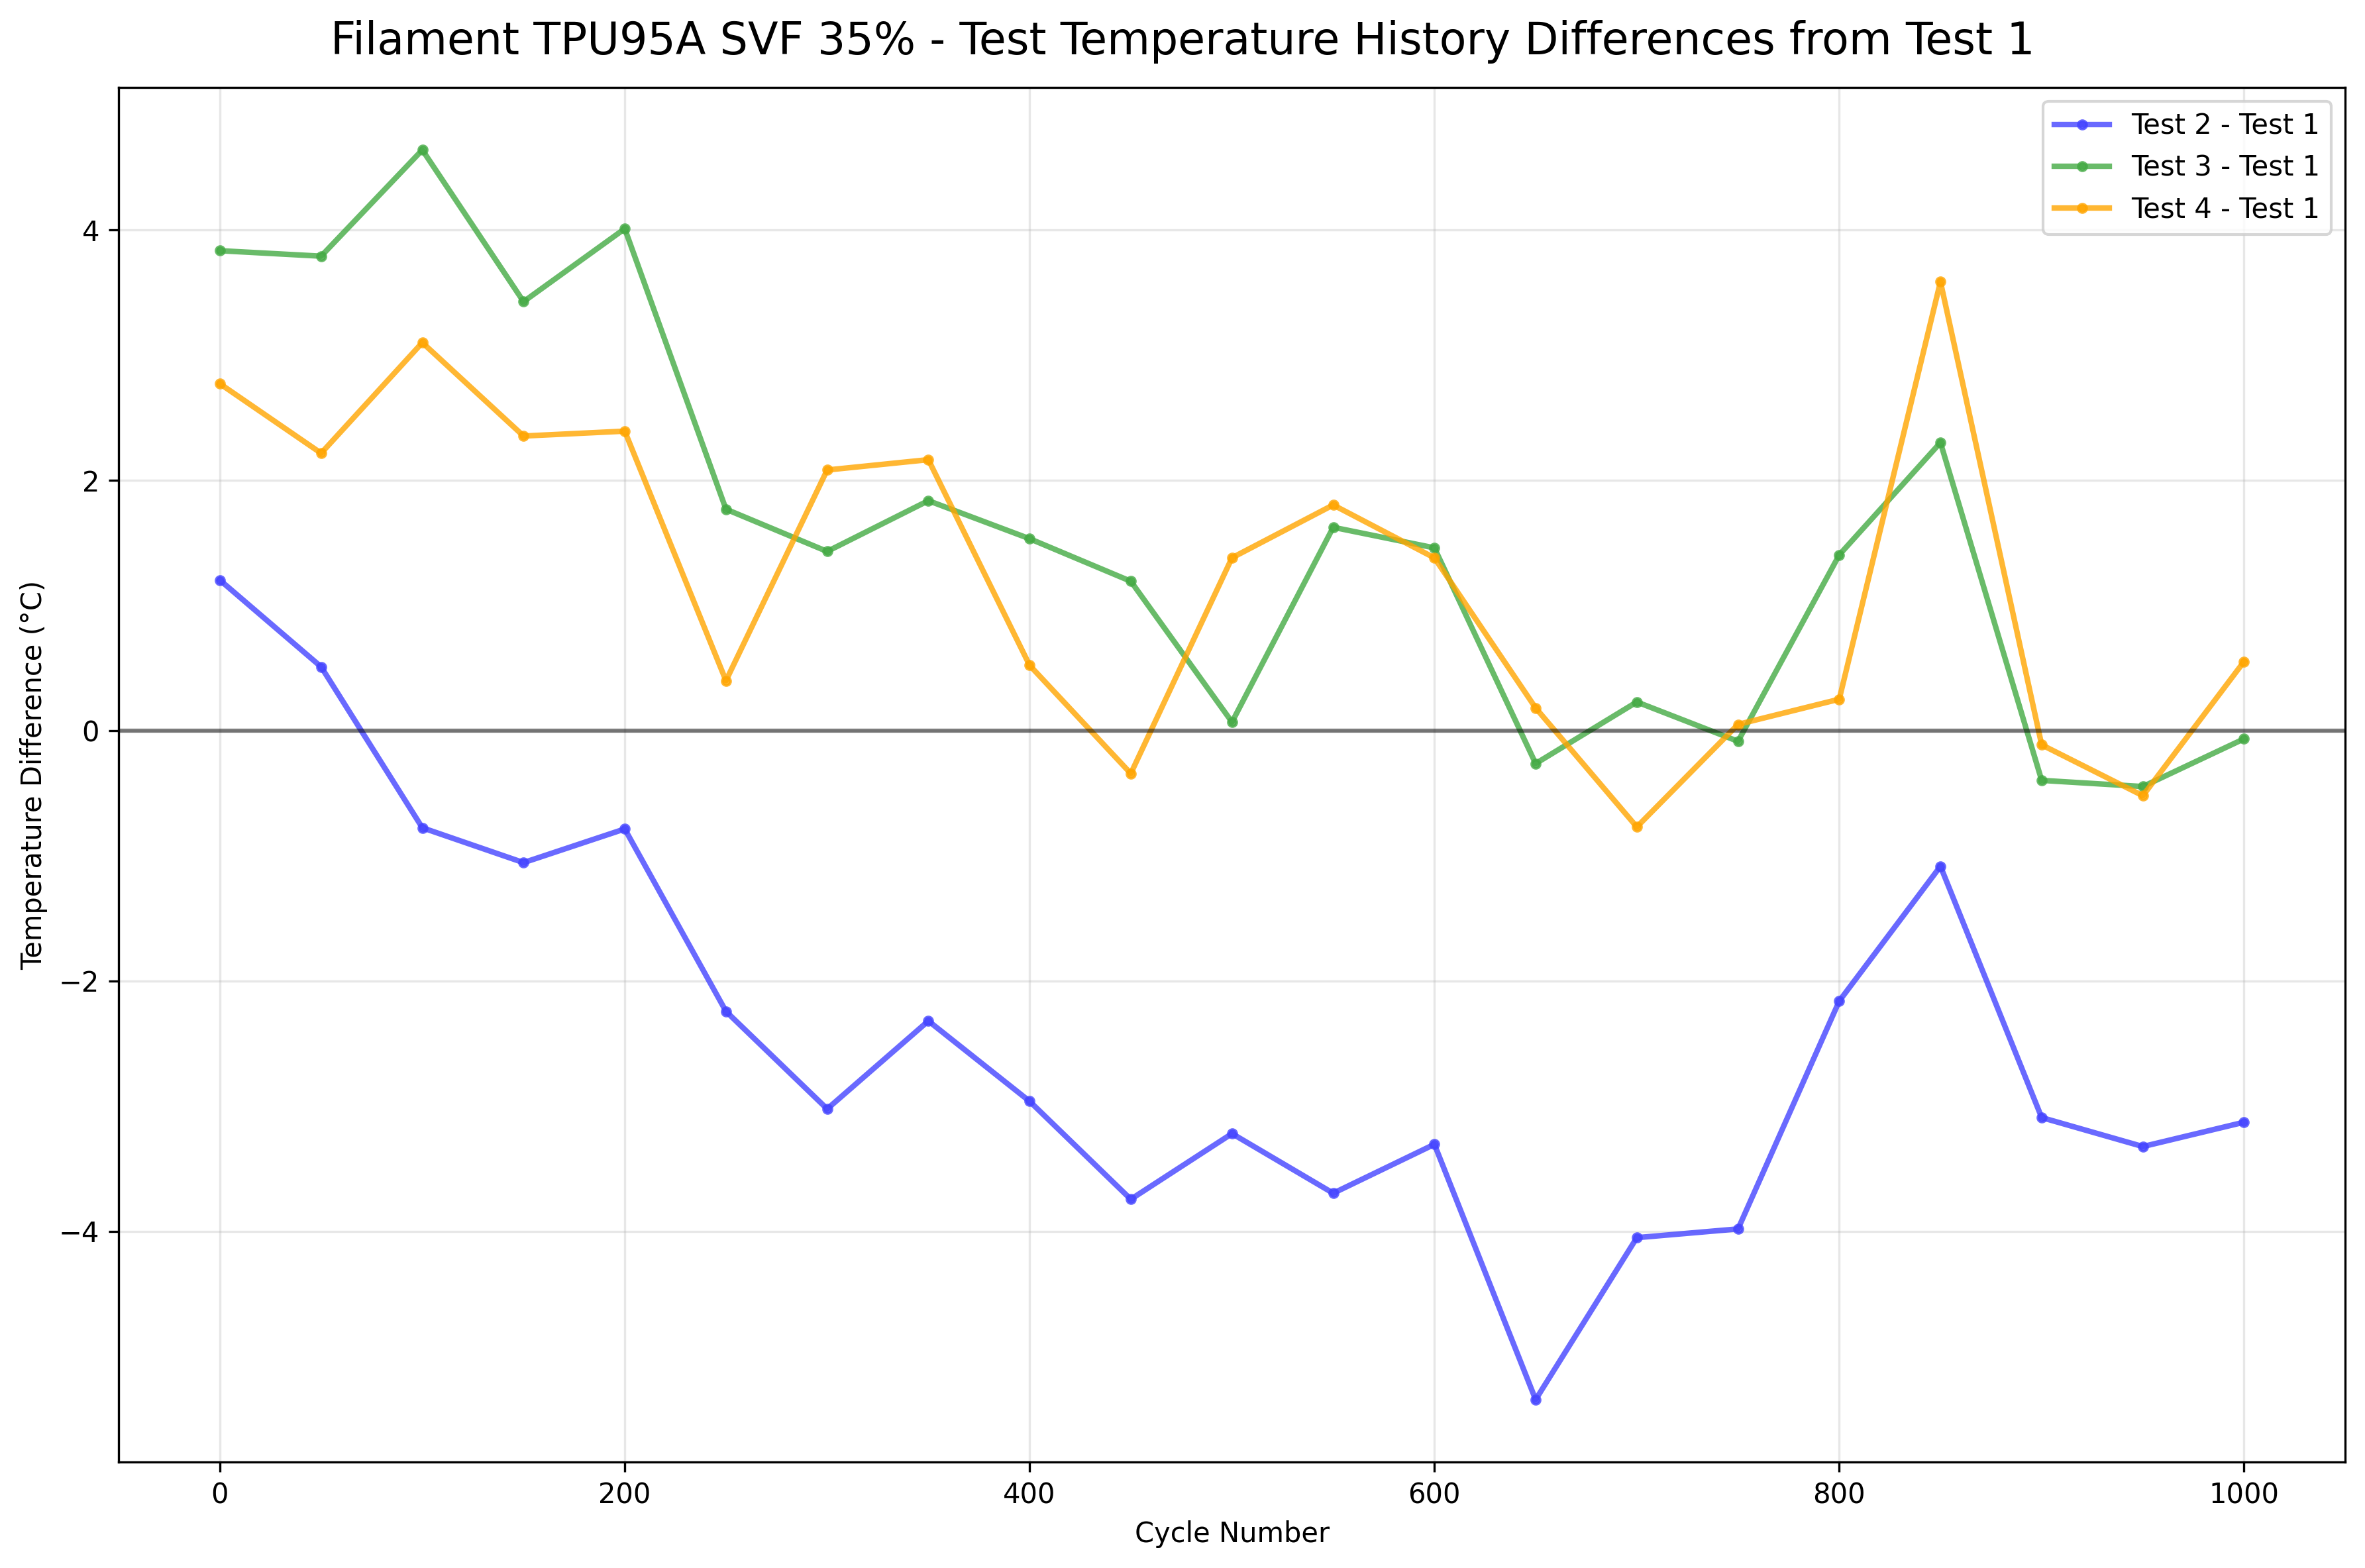 Filament TPU95A SVF 35% - Test Temperature History Differences from Test 1
Test 2 - Test 1
Test 3 - Test 1
Test 4 - Test 1
Temperature Difference (°C)
4
2
0
−2
−4
0 200 400 600 800 1000
Cycle Number